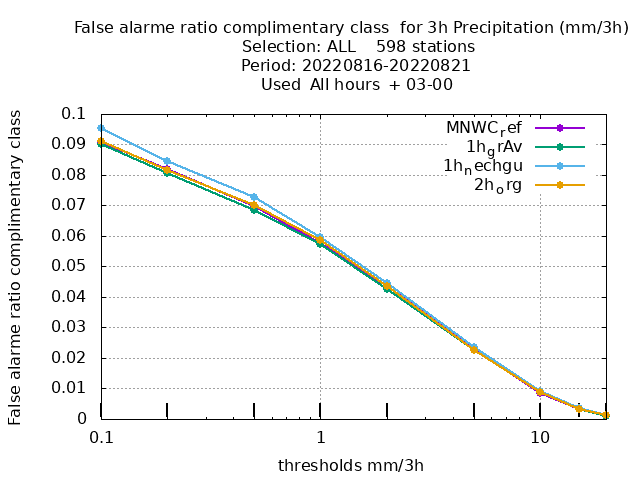 False alarme ratio complimentary class  for 3h Precipitation (mm/3h)
Selection: ALL    598 stations
Period: 20220816-20220821
Used  All hours  + 03-00
False alarme ratio complimentary class
0.1
0.09
0.08
0.07
0.06
0.05
0.04
0.03
0.02
0.01
0
MNWC_ref
1h_grAv
1h_nechgu
2h_org
0.1 1 10
thresholds mm/3h